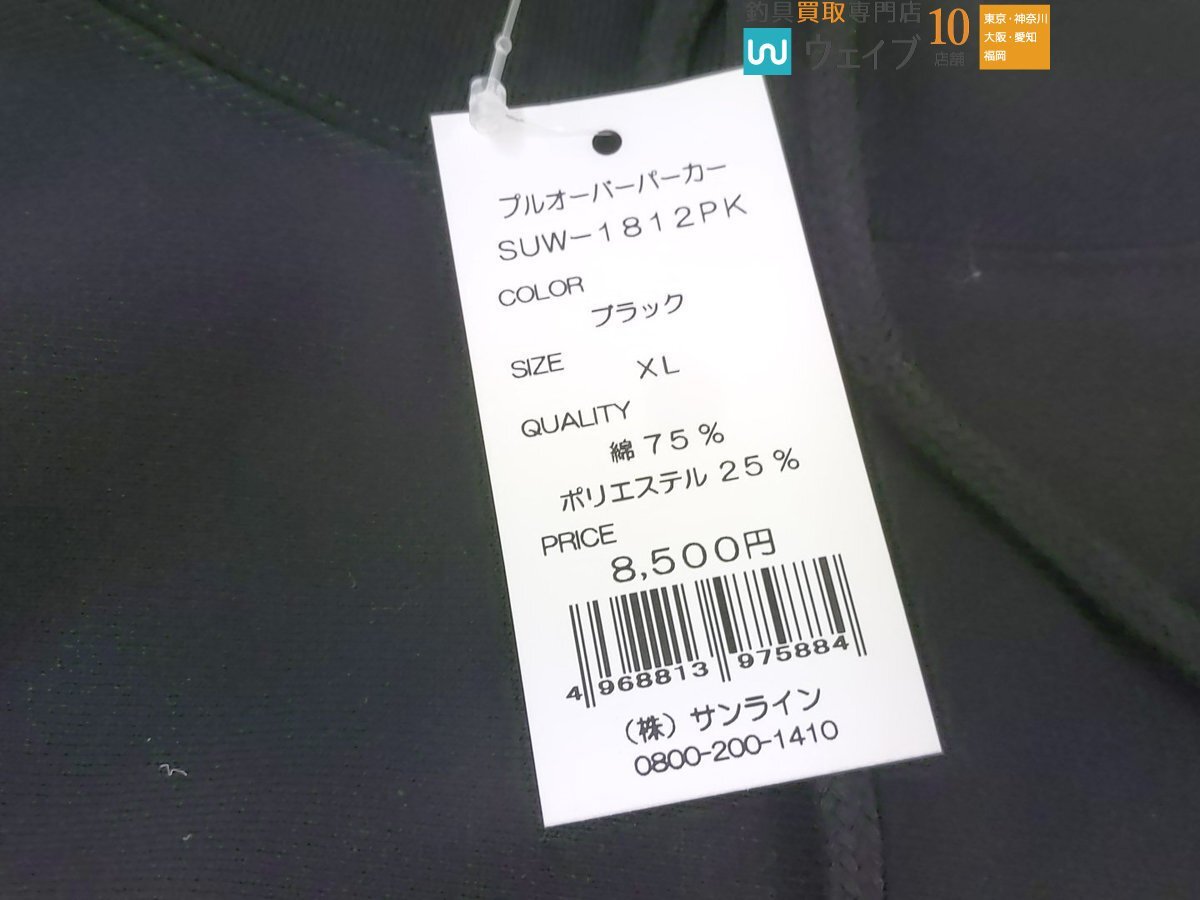 釣具買取専門店
ウェイブ
10
店舗
東京・神奈川
大阪・愛知
福岡
プルオーバーパーカー
SUW-1812PK
COLOR
ブラック
SIZE XL
QUALITY
綿 75%
ポリエステル 25%
PRICE
8,500円
4 968813 975884
(株) サンライン
0800-200-1410